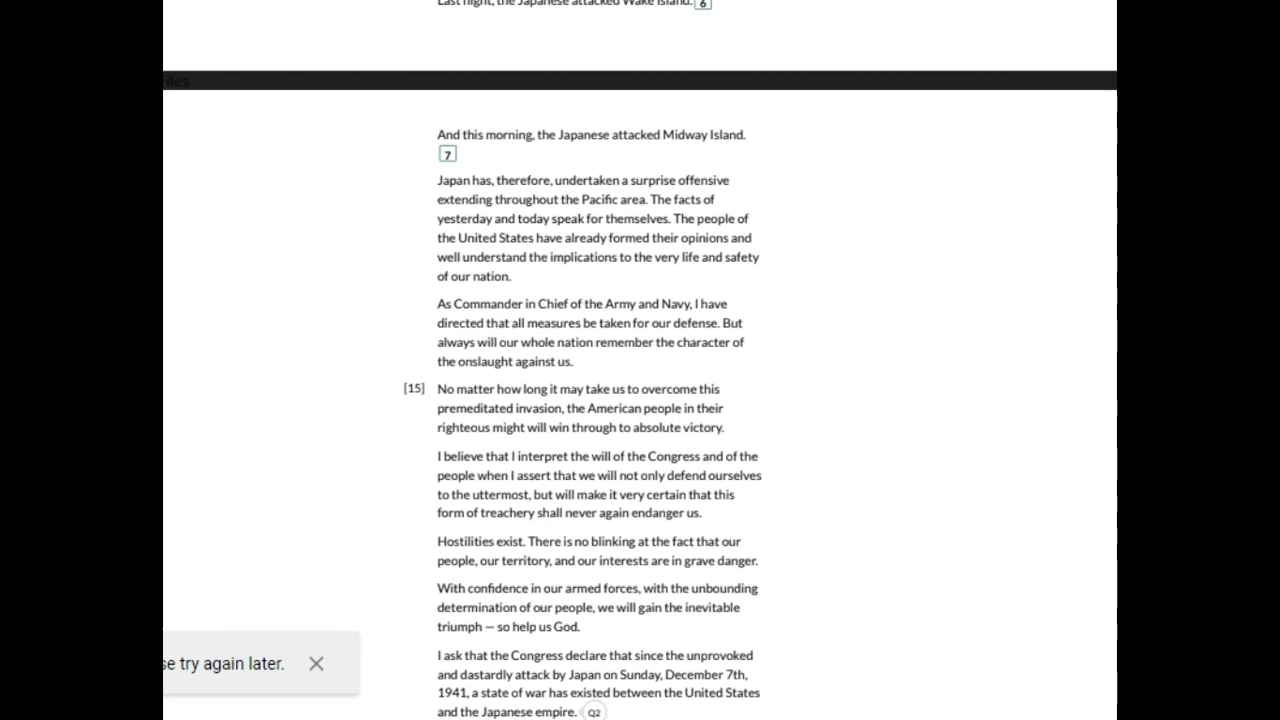 Last night, the Japanese attacked Wake Island. 6
iles
And this morning, the Japanese attacked Midway Island.
7
Japan has, therefore, undertaken a surprise offensive
extending throughout the Pacific area. The facts of
yesterday and today speak for themselves. The people of
the United States have already formed their opinions and
well understand the implications to the very life and safety
of our nation.
As Commander in Chief of the Army and Navy, I have
directed that all measures be taken for our defense. But
always will our whole nation remember the character of
the onslaught against us.
[15] No matter how long it may take us to overcome this
premeditated invasion, the American people in their
righteous might will win through to absolute victory.
I believe that I interpret the will of the Congress and of the
people when I assert that we will not only defend ourselves
to the uttermost, but will make it very certain that this
form of treachery shall never again endanger us.
Hostilities exist. There is no blinking at the fact that our
people, our territory, and our interests are in grave danger.
With confidence in our armed forces, with the unbounding
determination of our people, we will gain the inevitable
triumph — so help us God.
se try again later.
I ask that the Congress declare that since the unprovoked
and dastardly attack by Japan on Sunday, December 7th,
1941, a state of war has existed between the United States
and the Japanese empire. Q2